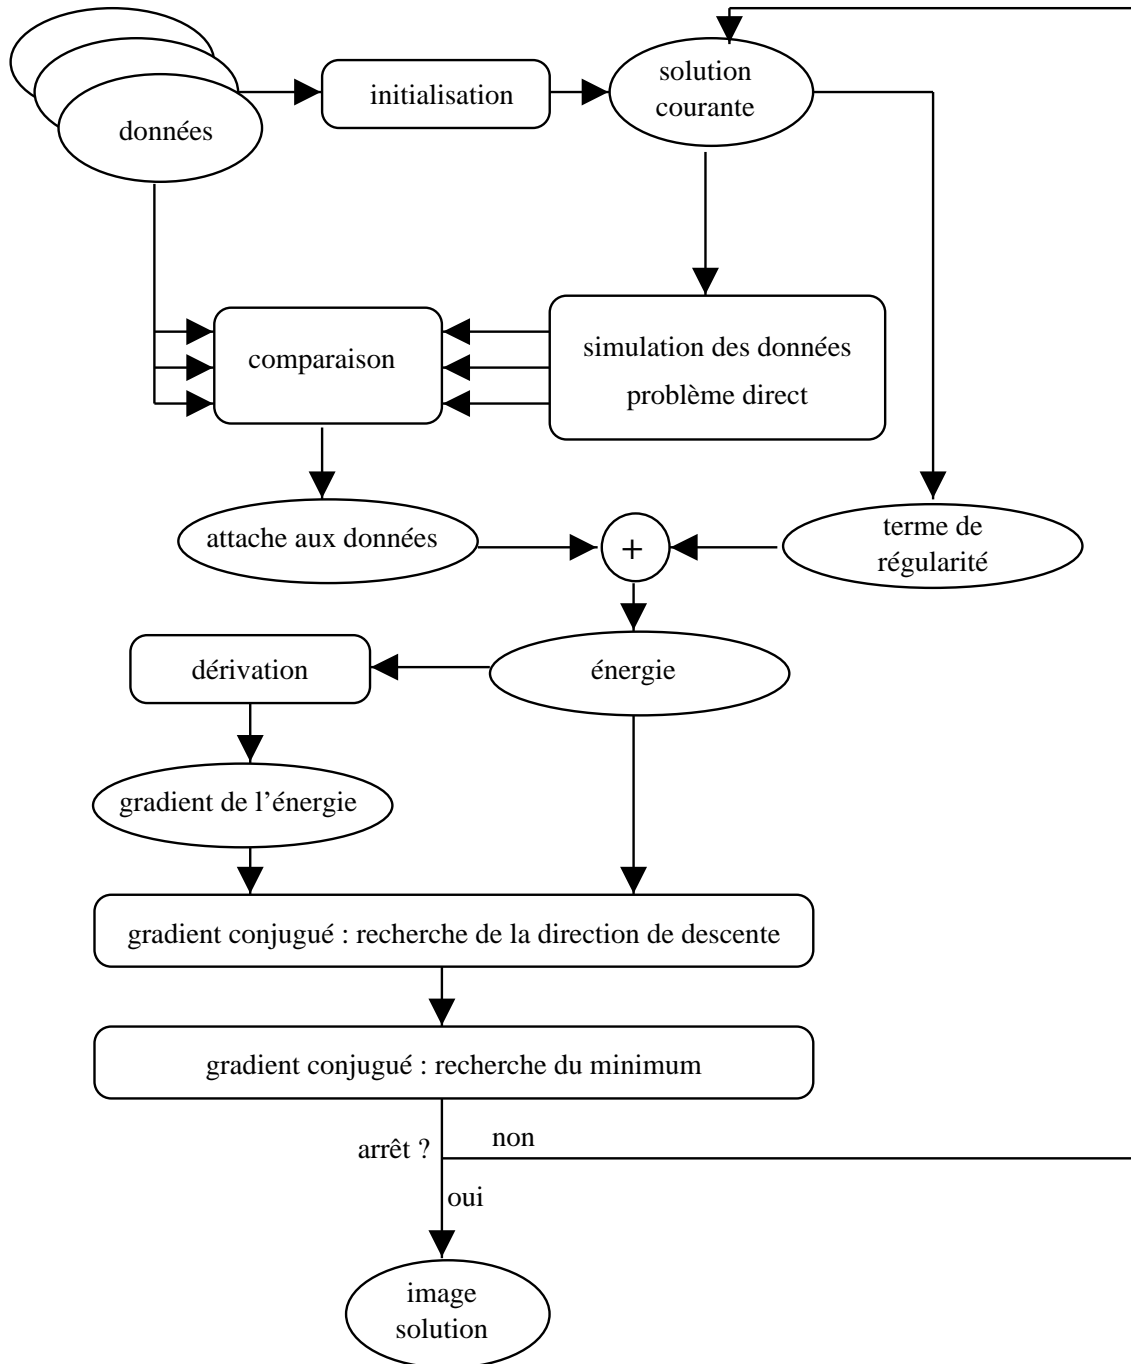 solution
courante
initialisation
données
simulation des données
problème direct
comparaison
attache aux données
+
terme de
régularité
dérivation
énergie
gradient de l’énergie
gradient conjugué : recherche de la direction de descente
gradient conjugué : recherche du minimum
arrêt ?
non
oui
image
solution